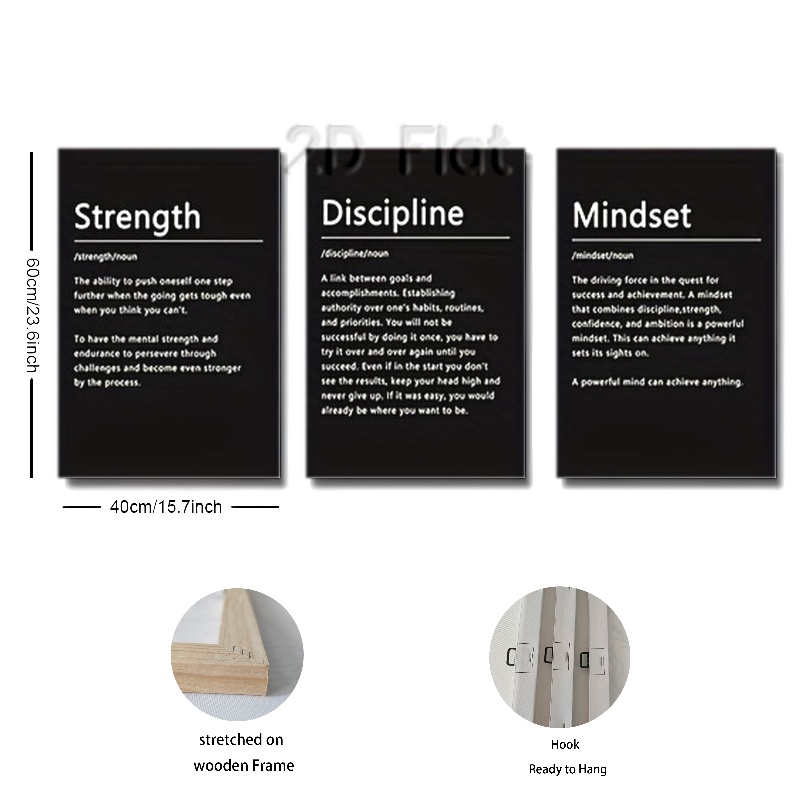 2D Flat
Strength
/strength/noun
The ability to push oneself one step
further when the going gets tough even
when you think you can't.
To have the mental strength and
endurance to persevere through
challenges and become even stronger
by the process.
Discipline
/discipline/noun
A link between goals and
accomplishments. Establishing
authority over one's habits, routines,
and priorities. You will not be
successful by doing it once, you have to
try it over and over again until you
succeed. Even if in the start you don't
see the results, keep your head high and
never give up. If it was easy, you would
already be where you want to be.
Mindset
/mindset/noun
The driving force in the quest for
success and achievement. A mindset
that combines discipline,strength,
confidence, and ambition is a powerful
mindset. This can achieve anything it
sets its sights on.
A powerful mind can achieve anything.
60cm/23.6inch
40cm/15.7inch
stretched on
wooden Frame
Hook
Ready to Hang